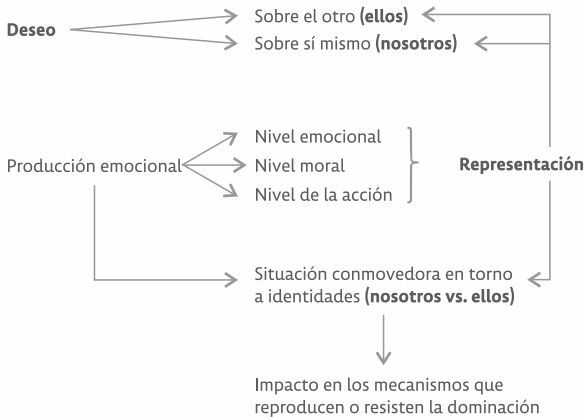 Deseo
Sobre el otro (ellos)
Sobre sí mismo (nosotros)
Producción emocional
Nivel emocional
Nivel moral
Nivel de la acción
Representación
Situación conmovedora en torno
a identidades (nosotros vs. ellos)
Impacto en los mecanismos que
reproducen o resisten la dominación